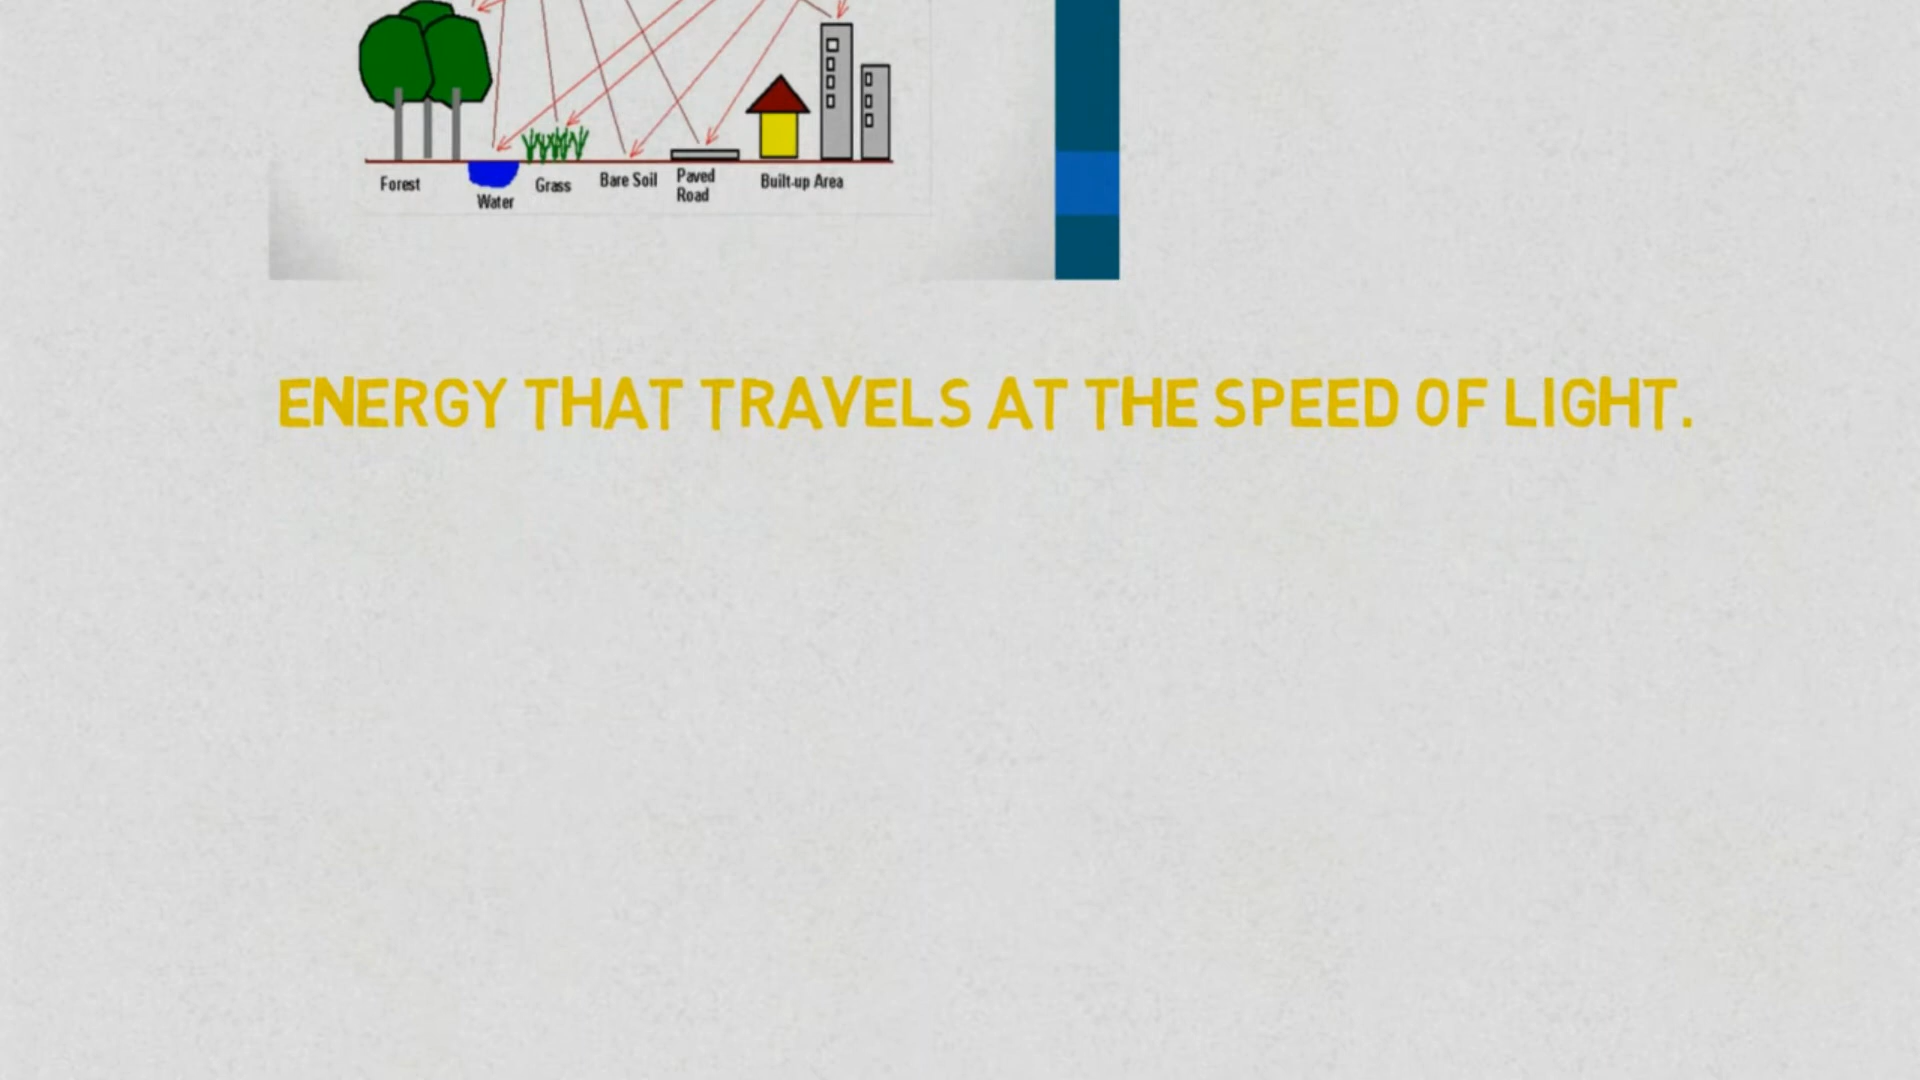 Forest
Water
Grass
Bare Soil
Paved
Road
Built-up Area
ENERGY THAT TRAVELS AT THE SPEED OF LIGHT.